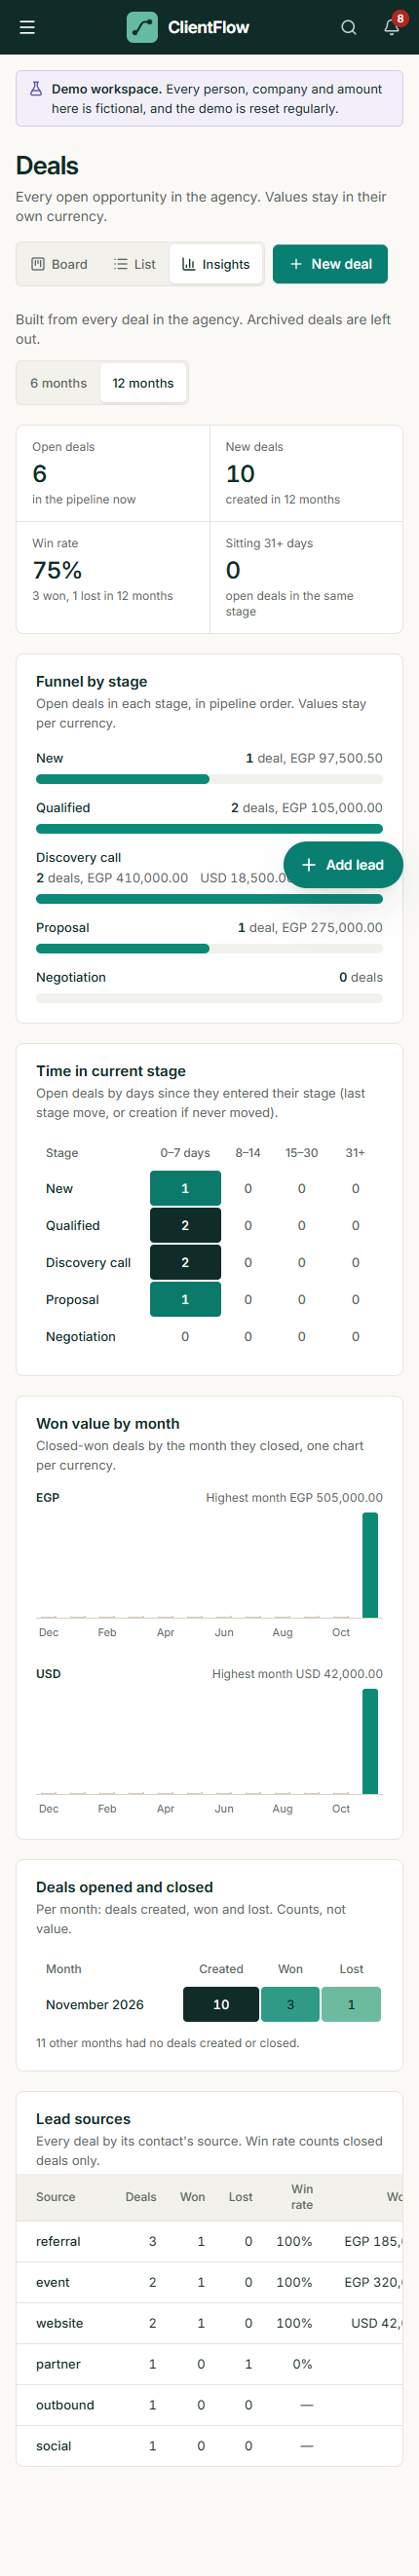 ClientFlow
8
Demo workspace. Every person, company and amount
here is fictional, and the demo is reset regularly.
Deals
Every open opportunity in the agency. Values stay in their
own currency.
Board
List
Insights
New deal
Built from every deal in the agency. Archived deals are left
out.
6 months
12 months
Open deals
6
in the pipeline now
New deals
10
created in 12 months
Win rate
75%
3 won, 1 lost in 12 months
Sitting 31+ days
0
open deals in the same
stage
Funnel by stage
Open deals in each stage, in pipeline order. Values stay
per currency.
New 1 deal, EGP 97,500.50
Qualified 2 deals, EGP 105,000.00
Discovery call
2 deals, EGP 410,000.00 USD 18,500.0
Add lead
Proposal 1 deal, EGP 275,000.00
Negotiation 0 deals
Time in current stage
Open deals by days since they entered their stage (last
stage move, or creation if never moved).
Stage 0–7 days 8–14 15–30 31+
New 1 0 0 0
Qualified 2 0 0 0
Discovery call 2 0 0 0
Proposal 1 0 0 0
Negotiation 0 0 0 0
Won value by month
Closed-won deals by the month they closed, one chart
per currency.
EGP Highest month EGP 505,000.00
Dec Feb Apr Jun Aug Oct
USD Highest month USD 42,000.00
Dec Feb Apr Jun Aug Oct
Deals opened and closed
Per month: deals created, won and lost. Counts, not
value.
Month Created Won Lost
November 2026 10 3 1
11 other months had no deals created or closed.
Lead sources
Every deal by its contact's source. Win rate counts closed
deals only.
Source Deals Won Lost Win rate Wo
referral 3 1 0 100% EGP 185,
event 2 1 0 100% EGP 320,
website 2 1 0 100% USD 42,
partner 1 0 1 0%
outbound 1 0 0 —
social 1 0 0 —